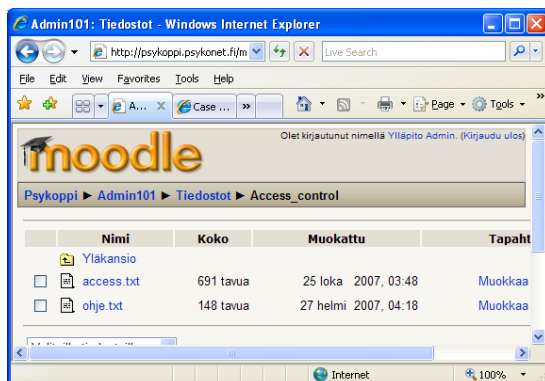 Admin101: Tiedostot - Windows Internet Explorer
http://psykoppi.psykonet.fi/m
Live Search
File Edit View Favorites Tools Help
A... Case ... » Page Tools »
moodle
Olet kirjautunut nimellä Ylläpito Admin. (Kirjaudu ulos)
Psykoppi ► Admin101 ► Tiedostot ► Access_control
Nimi Koko Muokattu Tapaht
Yläkansio
access.txt 691 tavua 25 loka 2007, 03:48 Muokkaa
ohje.txt 148 tavua 27 helmi 2007, 04:18 Muokkaa
Internet 100%